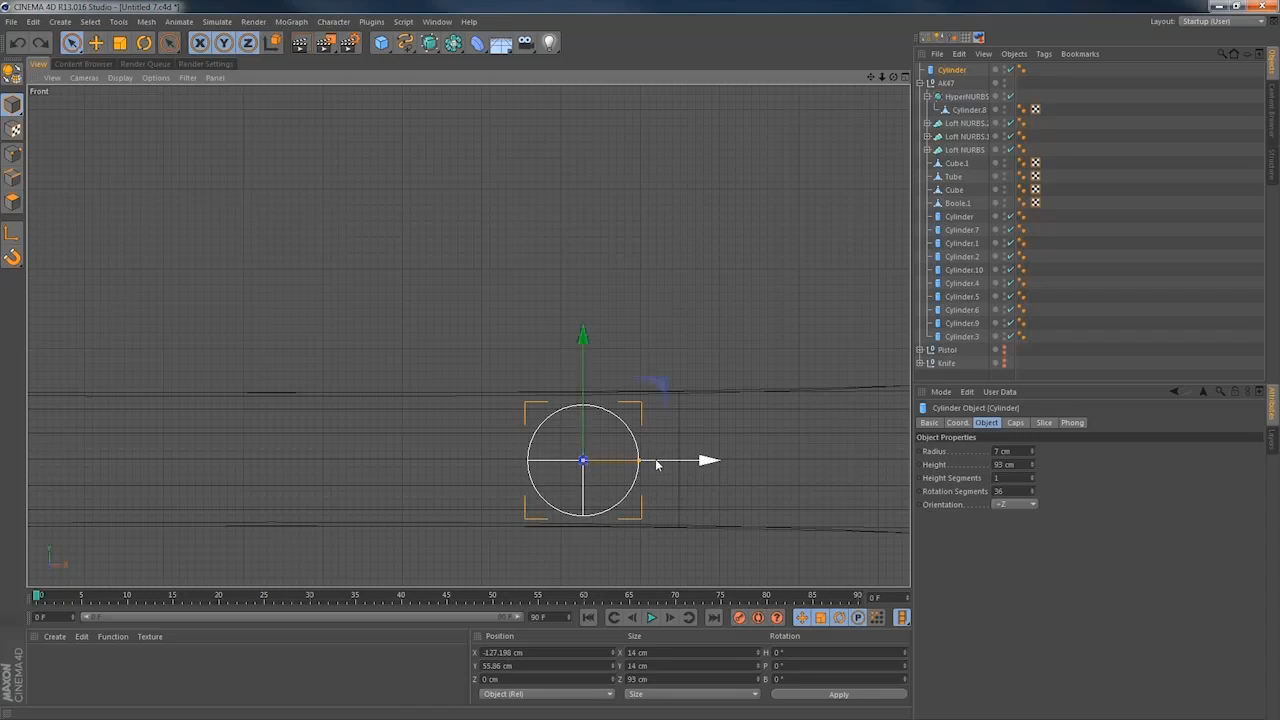 CINEMA 4D R13.016 Studio - [Untitled 7.c4d *]
File Edit Create Select Tools Mesh Animate Simulate Render MoGraph Character Plugins Script Window Help
Layout: Startup (User)
X Y Z
View Content Browser Render Queue Render Settings
View Cameras Display Options Filter Panel
Front
File Edit View Objects Tags Bookmarks
Cylinder
AK47
HyperNURBS
Cylinder.8
Loft NURBS.
Loft NURBS.1
Loft NURBS
Cube.1
Tube
Cube
Boole.1
Cylinder
Cylinder.7
Cylinder.1
Cylinder.2
Cylinder.10
Cylinder.4
Cylinder.5
Cylinder.6
Cylinder.9
Cylinder.3
Pistol
Knife
Objects
Content Browser
Structure
Mode Edit User Data
Cylinder Object [Cylinder]
Basic Coord. Object Caps Slice Phong
Object Properties
Radius 7 cm
Height 93 cm
Height Segments 1
Rotation Segments 36
Orientation +Z
Attributes
Layers
0 5 10 15 20 25 30 35 40 45 50 55 60 65 70 75 80 85 90
0 F
0 F 90 F 90 F
Create Edit Function Texture
Position Size Rotation
X -127.198 cm X 14 cm H 0 °
Y 55.86 cm Y 14 cm P 0 °
Z 0 cm Z 93 cm B 0 °
Object (Rel) Size Apply
MAXON
CINEMA 4D